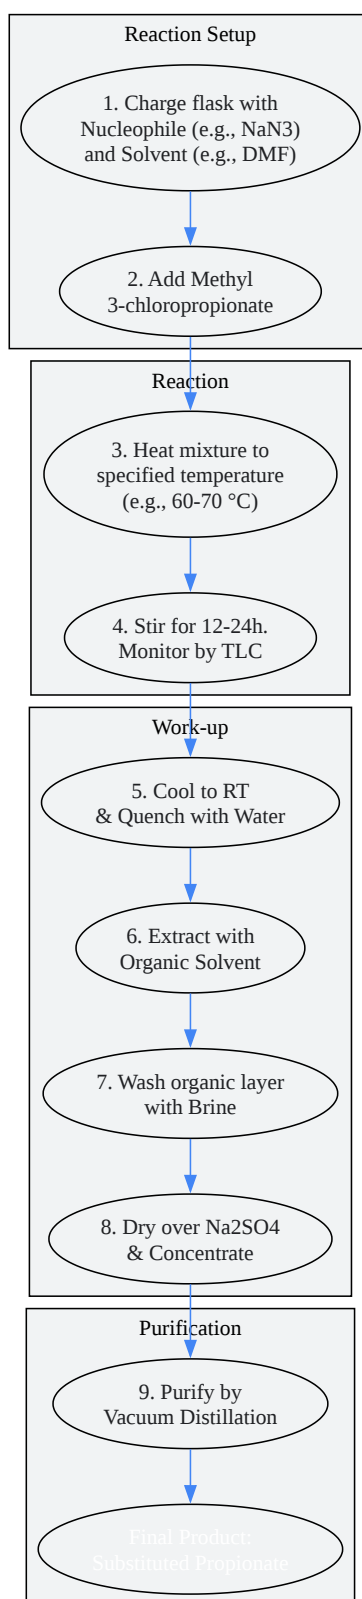 Reaction Setup
1. Charge flask with
Nucleophile (e.g., NaN3)
and Solvent (e.g., DMF)
2. Add Methyl
3-chloropropionate
Reaction
3. Heat mixture to
specified temperature
(e.g., 60-70 °C)
4. Stir for 12-24h.
Monitor by TLC
Work-up
5. Cool to RT
& Quench with Water
6. Extract with
Organic Solvent
7. Wash organic layer
with Brine
8. Dry over Na2SO4
& Concentrate
Purification
9. Purify by
Vacuum Distillation
Final Product:
Substituted Propionate